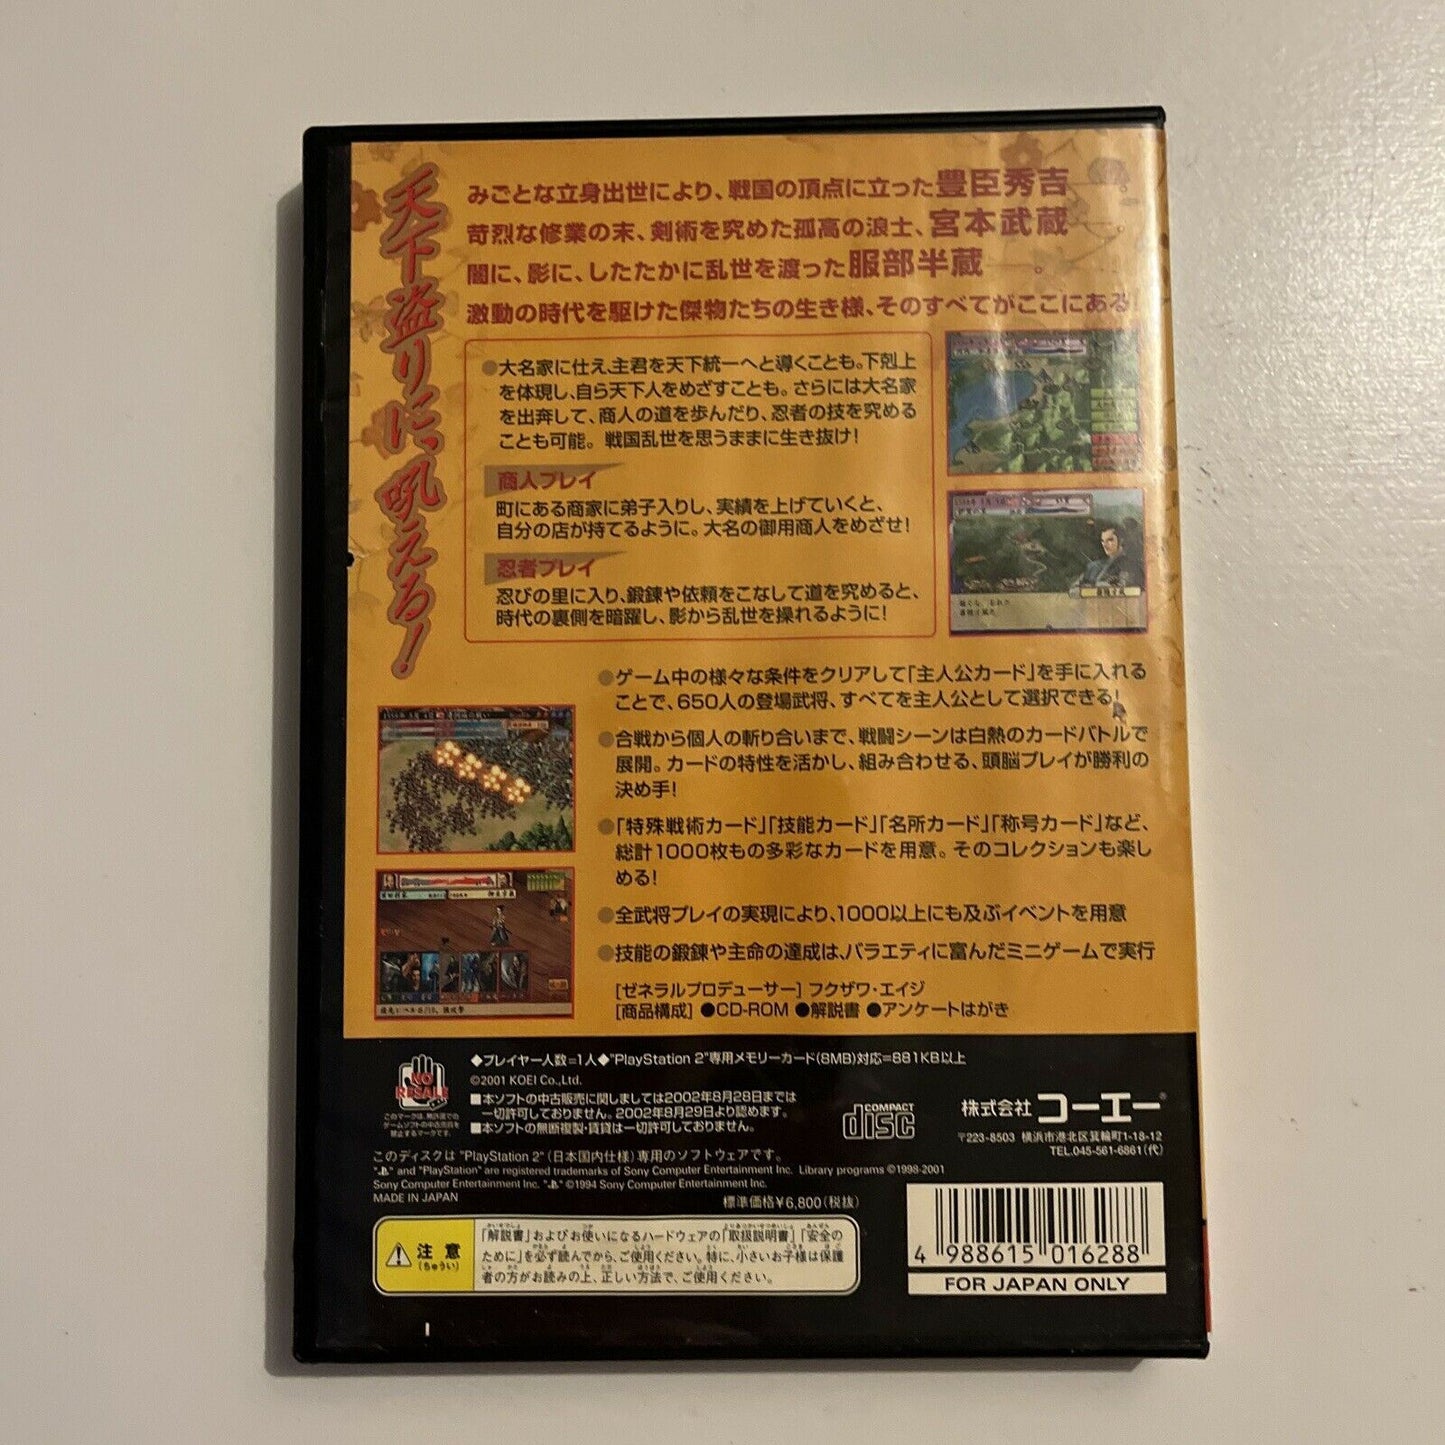 天下盗りに、吼えろ!
みごとな立身出世により、戦国の頂点に立った豊臣秀吉
苛烈な修業の末、剣術を究めた孤高の浪士、宮本武蔵――。
闇に、影に、したたかに乱世を渡った服部半蔵――。
激動の時代を駆けた傑物たちの生き様、そのすべてがここにある!
●大名家に仕え、主君を天下統一へと導くことも。下剋上
を体現し、自ら天下人をめざすことも。さらには大名家
を出奔して、商人の道を歩んだり、忍者の技を究める
ことも可能。戦国乱世を思うままに生き抜け!
商人プレイ
町にある商家に弟子入りし、実績を上げていくと、
自分の店が持てるように。大名の御用商人をめざせ!
忍者プレイ
忍びの里に入り、鍛錬や依頼をこなして道を究めると、
時代の裏側を暗躍し、影から乱世を操れるように!
●ゲーム中の様々な条件をクリアして「主人公カード」を手に入れる
ことで、650人の登場武将、すべてを主人公として選択できる!
●合戦から個人の斬り合いまで、戦闘シーンは白熱のカードバトルで
展開。カードの特性を活かし、組み合わせる、頭脳プレイが勝利の
決め手!
●「特殊戦術カード」「技能カード」「名所カード」「称号カード」など、
総計1000枚もの多彩なカードを用意。そのコレクションも楽し
める!
●全武将プレイの実現により、1000以上にも及ぶイベントを用意
●技能の鍛錬や主命の達成は、バラエティに富んだミニゲームで実行
[ゼネラルプロデューサー] フクザワ・エイジ
[商品構成] ●CD-ROM ●解説書 ●アンケートはがき
NO RESALE
このマークは、無許諾での
ゲームソフトの中古売買を
禁止するマークです。
◆プレイヤー人数=1人◆"PlayStation 2"専用メモリーカード(8MB)対応=881KB以上
©2001 KOEI Co.,Ltd.
■本ソフトの中古販売に関しましては2002年8月28日までは
一切許可しておりません。2002年8月29日より認めます。
■本ソフトの無断複製・賃貸は一切許可しておりません。
COMPACT disc
株式会社 コーエー®
〒223-8503 横浜市港北区箕輪町1-18-12
TEL.045-561-6861(代)
このディスクは "PlayStation 2"(日本国内仕様)専用のソフトウェアです。
" " and "PlayStation" are registered trademarks of Sony Computer Entertainment Inc. Library programs ©1998-2001
Sony Computer Entertainment Inc. " " ©1994 Sony Computer Entertainment Inc.
MADE IN JAPAN
標準価格¥6,800(税抜)
注意
(ちゅうい)
「解説書」およびお使いになるハードウェアの「取扱説明書」「安全の
ために」を必ず読んでから、ご使用ください。特に、小さいお子様は保護
者の方がお読みの上、正しい方法で、ご使用ください。
4 988615 016288
FOR JAPAN ONLY